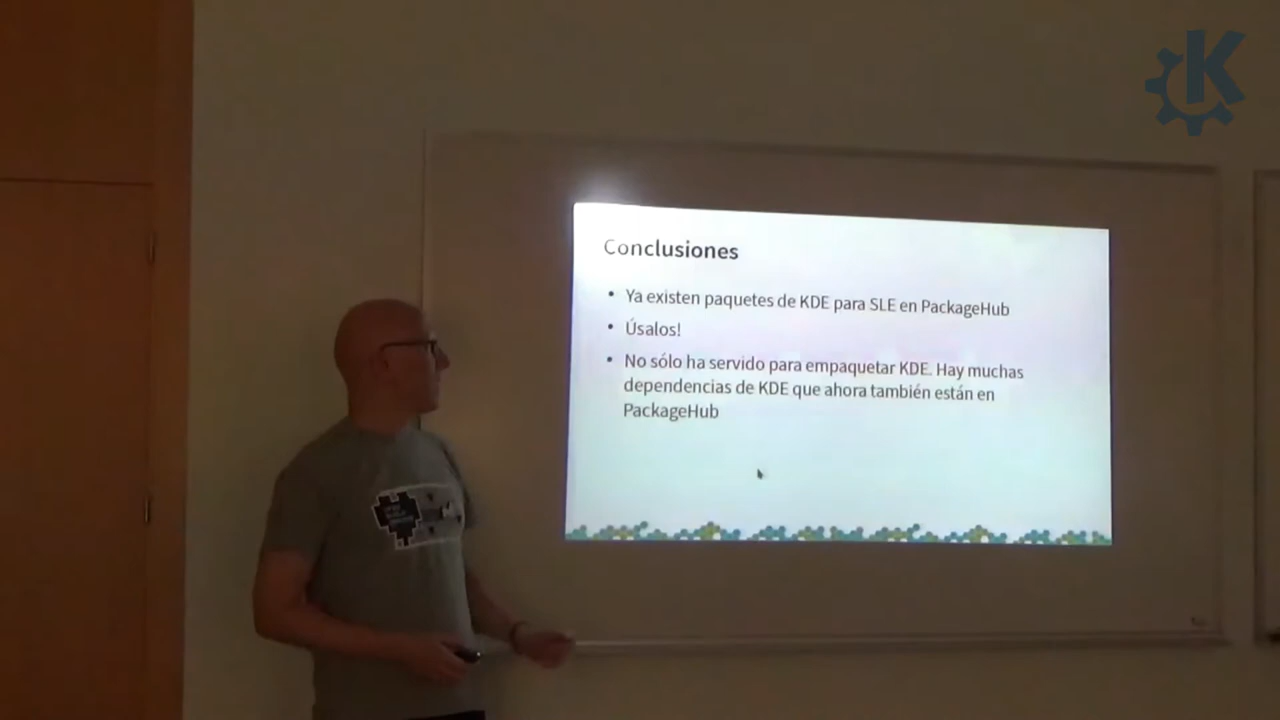 K
Conclusiones
• Ya existen paquetes de KDE para SLE en PackageHub
• Úsalos!
• No sólo ha servido para empaquetar KDE. Hay muchas
dependencias de KDE que ahora también están en
PackageHub